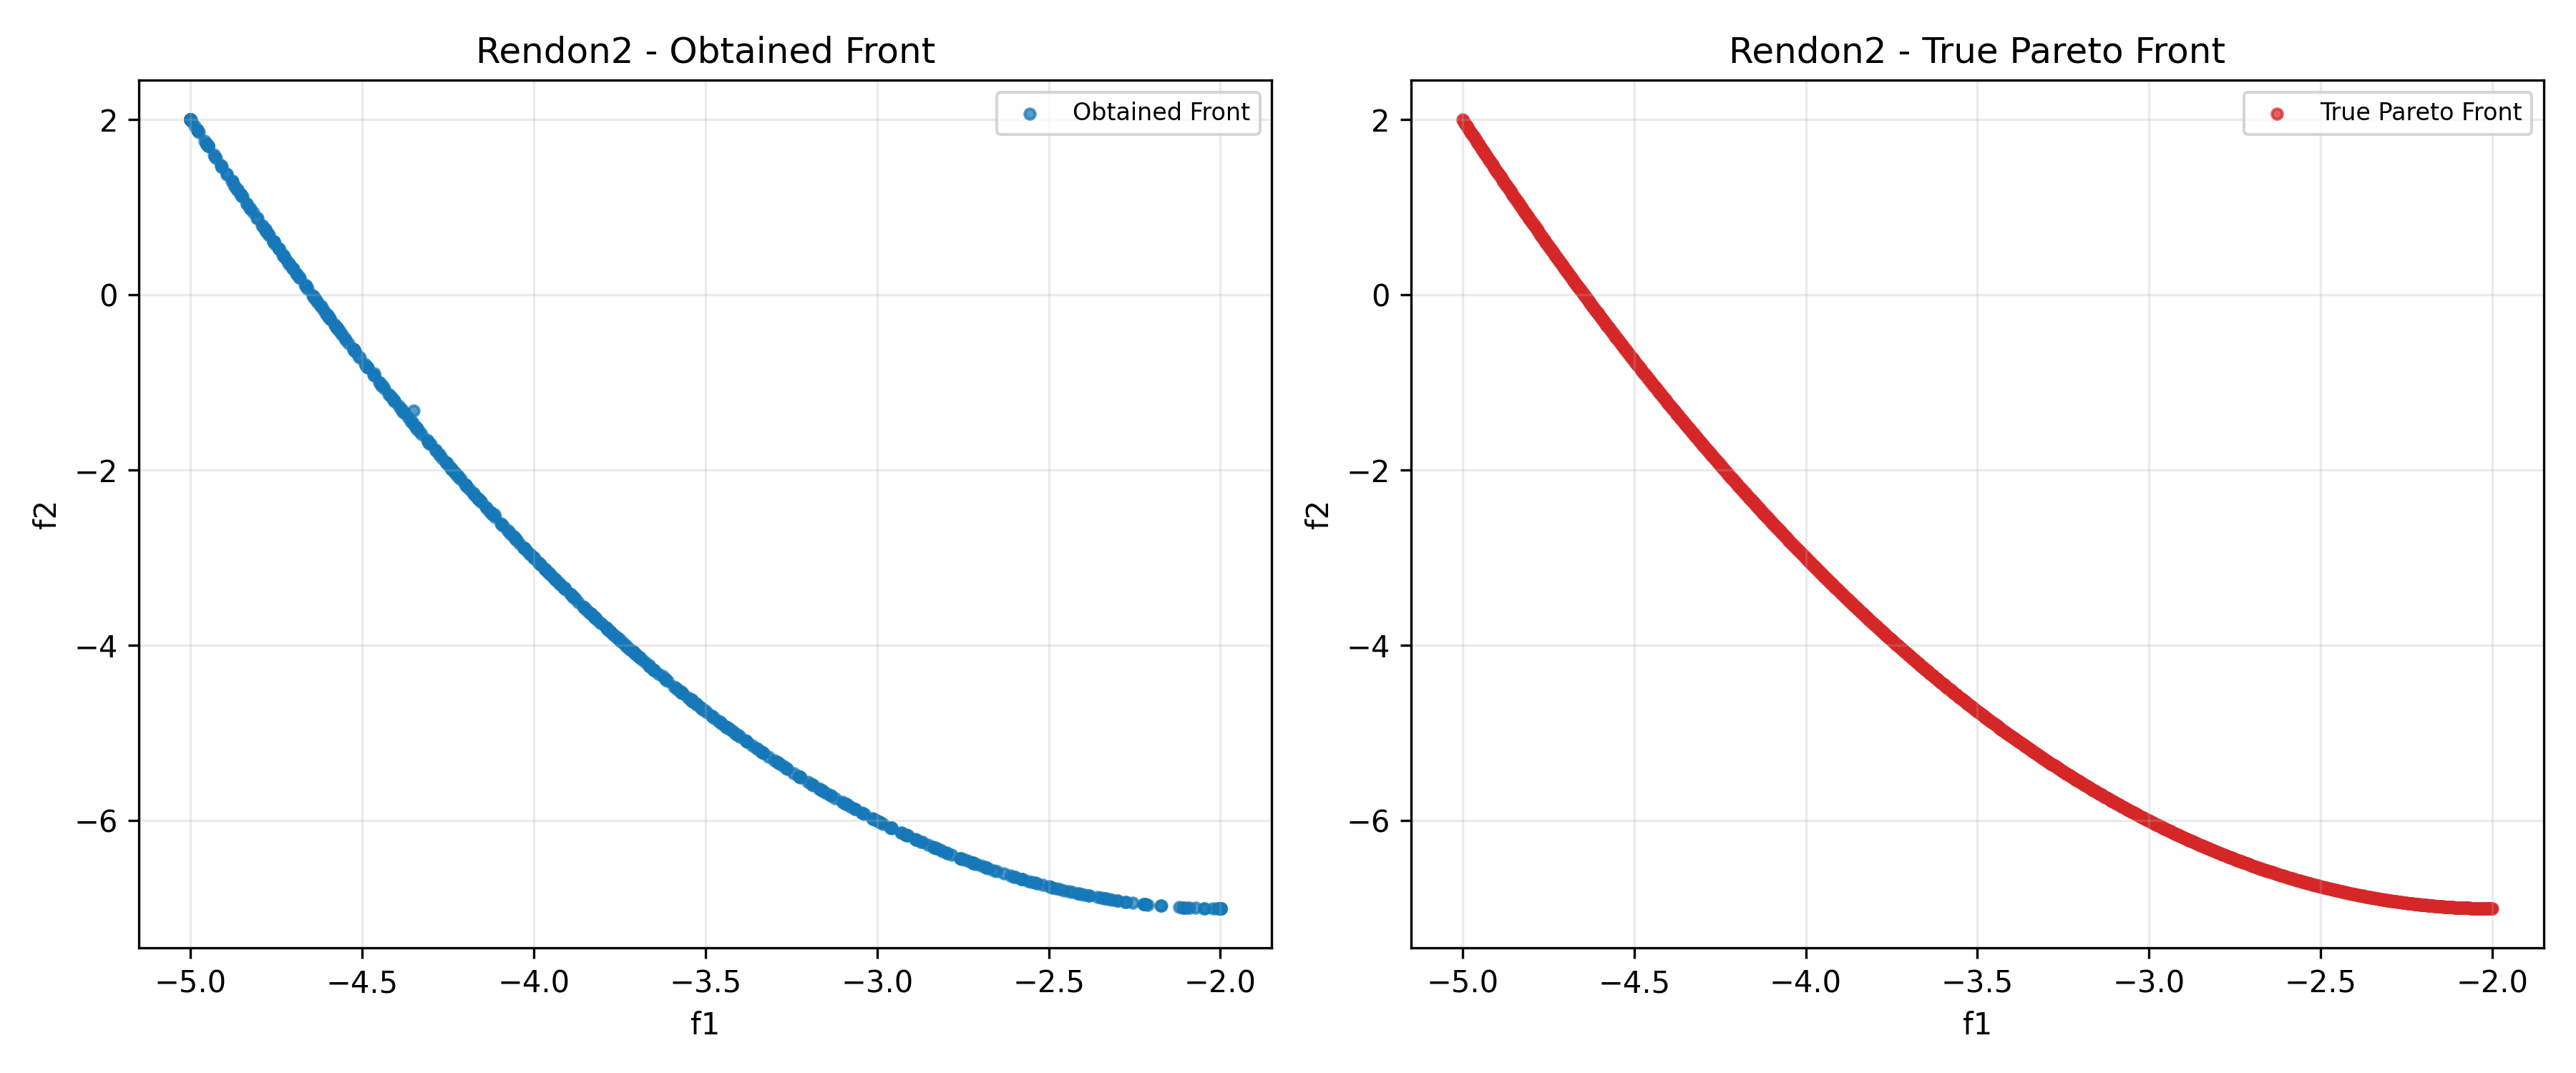 Rendon2 - Obtained Front
Obtained Front
2
0
−2
−4
−6
f2
−5.0 −4.5 −4.0 −3.5 −3.0 −2.5 −2.0
f1
Rendon2 - True Pareto Front
True Pareto Front
2
0
−2
−4
−6
f2
−5.0 −4.5 −4.0 −3.5 −3.0 −2.5 −2.0
f1